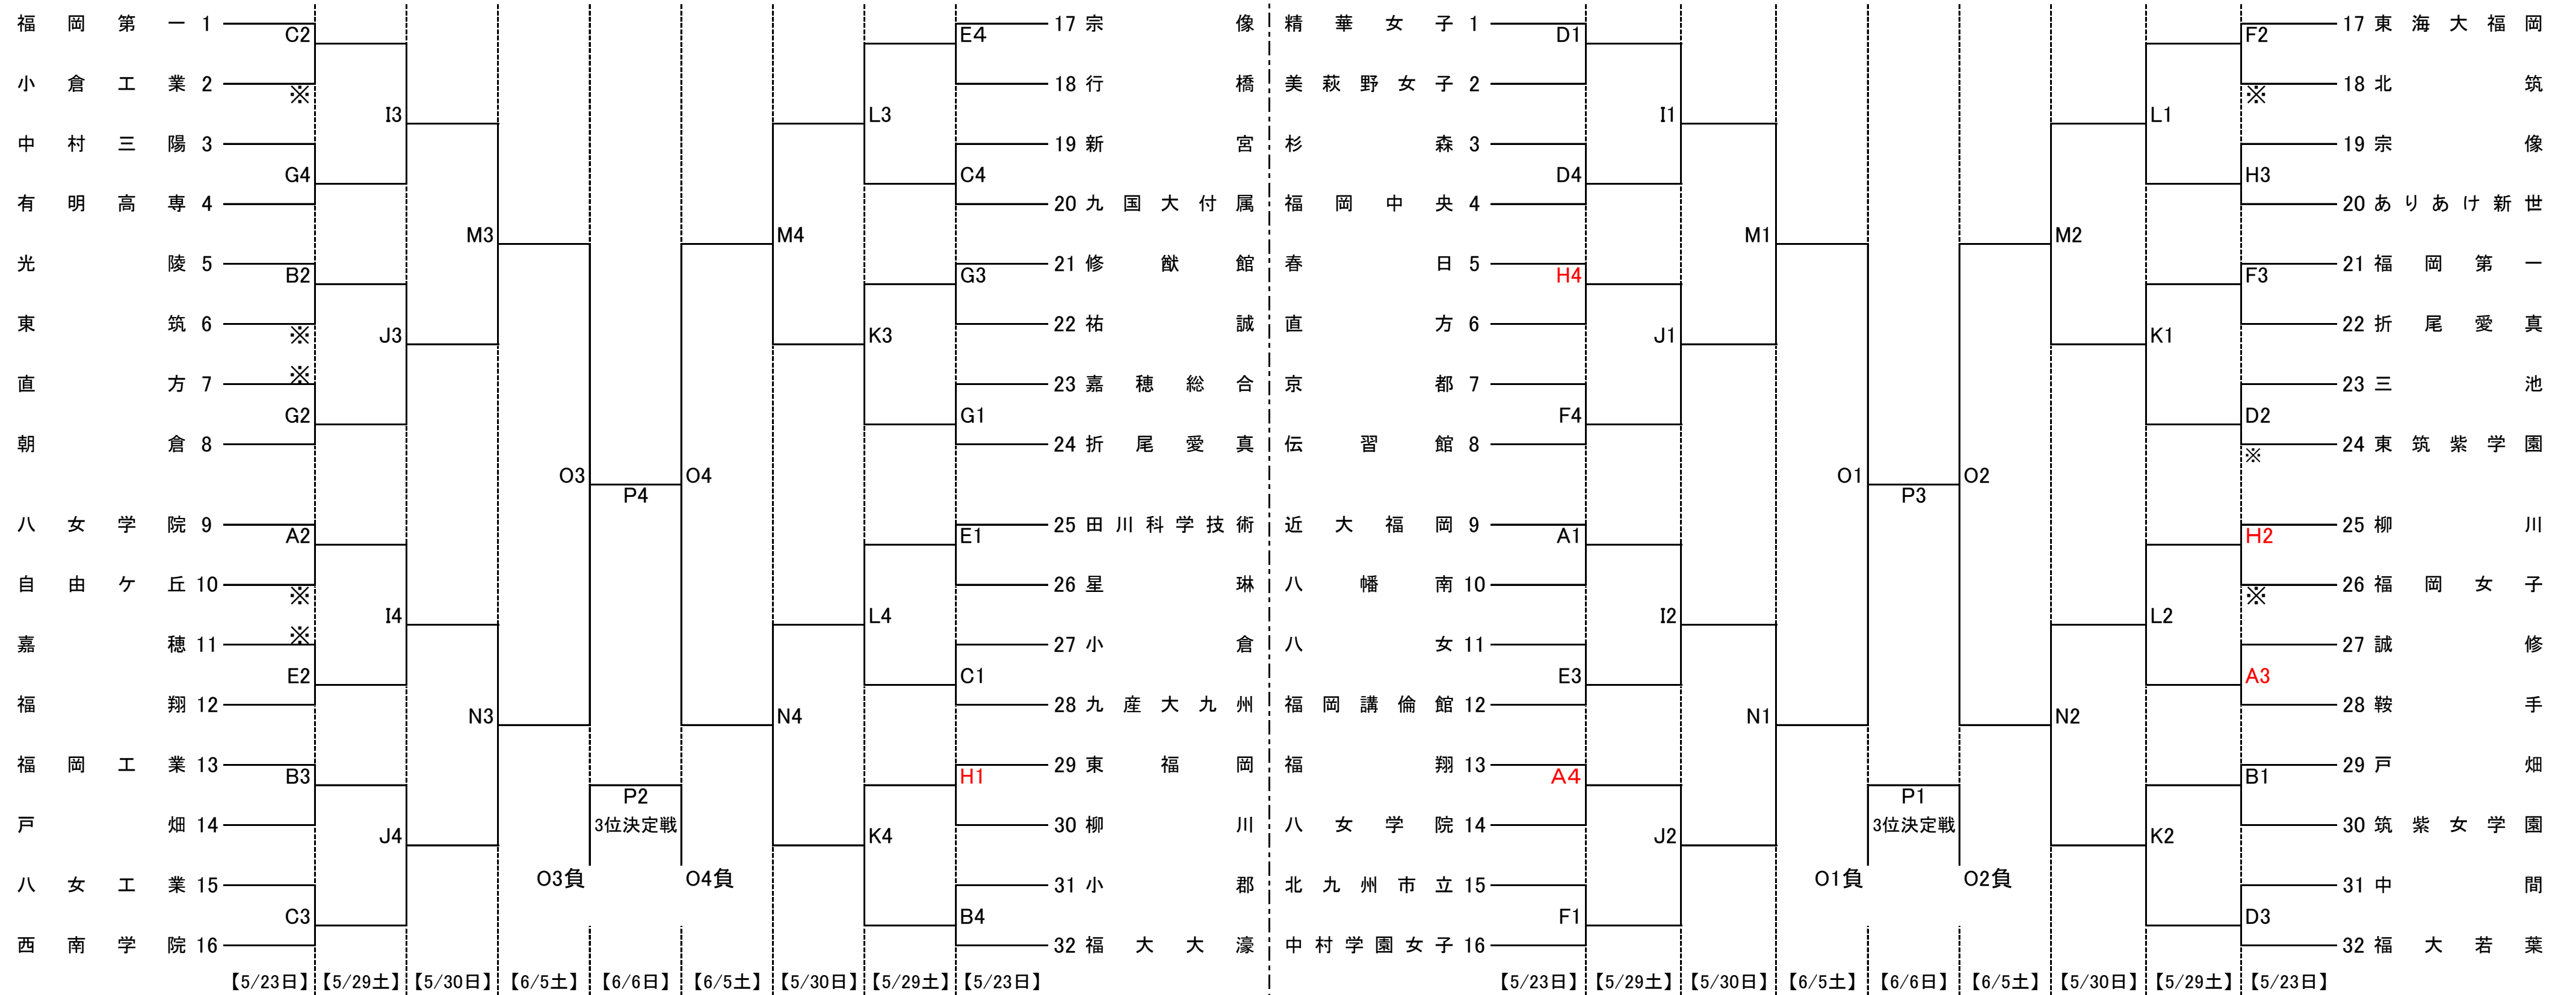 福岡第一 1 C2 E4 17 宗像 精華女子 1 D1 F2 17 東海大福岡
小倉工業 2 ※ 18 行橋 美萩野女子 2 ※ 18 北筑
I3 L3 I1 L1
中村三陽 3 19 新宮 杉森 3 19 宗像
G4 C4 D4 H3
有明高専 4 20 九国大付属 福岡中央 4 20 ありあけ新世
M3 M4 M1 M2
光陵 5 B2 G3 21 修猷館 春日 5 H4 F3 21 福岡第一
東筑 6 ※ 22 祐誠 直方 6 22 折尾愛真
J3 K3 J1 K1
直方 7 ※ 23 嘉穂総合 京都 7 23 三池
G2 G1 F4 D2
朝倉 8 24 折尾愛真 伝習館 8 ※ 24 東筑紫学園
O3 P4 O4 O1 P3 O2
八女学院 9 A2 E1 25 田川科学技術 近大福岡 9 A1 H2 25 柳川
自由ケ丘 10 ※ 26 星琳 八幡南 10 ※ 26 福岡女子
I4 L4 I2 L2
嘉穂 11 ※ 27 小倉 八女 11 27 誠修
E2 C1 E3 A3
福翔 12 28 九産大九州 福岡講倫館 12 28 鞍手
N3 N4 N1 N2
福岡工業 13 B3 H1 29 東福岡 福翔 13 A4 B1 29 戸畑
P2 P1
戸畑 14 3位決定戦 30 柳川 八女学院 14 3位決定戦 30 筑紫女学園
J4 K4 J2 K2
八女工業 15 O3負 O4負 31 小郡 北九州市立 15 O1負 O2負 31 中間
C3 B4 F1 D3
西南学院 16 32 福大大濠 中村学園女子 16 32 福大若葉
【5/23日】【5/29土】【5/30日】【6/5土】【6/6日】【6/5土】【5/30日】【5/29土】【5/23日】 【5/23日】【5/29土】【5/30日】【6/5土】【6/6日】【6/5土】【5/30日】【5/29土】【5/23日】